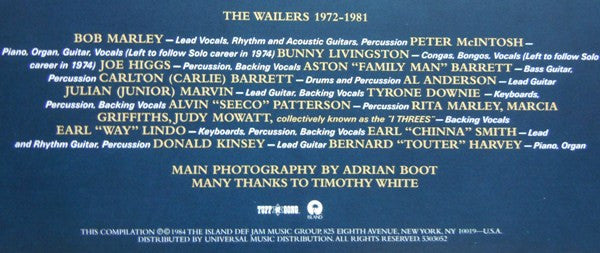 THE WAILERS 1972-1981
BOB MARLEY – Lead Vocals, Rhythm and Acoustic Guitars, Percussion PETER McINTOSH –
Piano, Organ, Guitar, Vocals (Left to follow Solo career in 1974) BUNNY LIVINGSTON – Congas, Bongos, Vocals (Left to follow Solo
career in 1974) JOE HIGGS – Percussion, Backing Vocals ASTON “FAMILY MAN” BARRETT – Bass Guitar,
Percussion CARLTON (CARLIE) BARRETT – Drums and Percussion AL ANDERSON – Lead Guitar
JULIAN (JUNIOR) MARVIN – Lead Guitar, Backing Vocals TYRONE DOWNIE – Keyboards,
Percussion, Backing Vocals ALVIN “SEECO” PATTERSON – Percussion RITA MARLEY, MARCIA
GRIFFITHS, JUDY MOWATT, collectively known as the “I THREES” – Backing Vocals
EARL “WAY” LINDO – Keyboards, Percussion, Backing Vocals EARL “CHINNA” SMITH – Lead
and Rhythm Guitar, Percussion DONALD KINSEY – Lead Guitar BERNARD “TOUTER” HARVEY – Piano, Organ
MAIN PHOTOGRAPHY BY ADRIAN BOOT
MANY THANKS TO TIMOTHY WHITE
TUFF GONG
ISLAND
THIS COMPILATION ℗© 1984 THE ISLAND DEF JAM MUSIC GROUP, 825 EIGHTH AVENUE, NEW YORK, NY 10019—U.S.A.
DISTRIBUTED BY UNIVERSAL MUSIC DISTRIBUTION. ALL RIGHTS RESERVED. 3303052